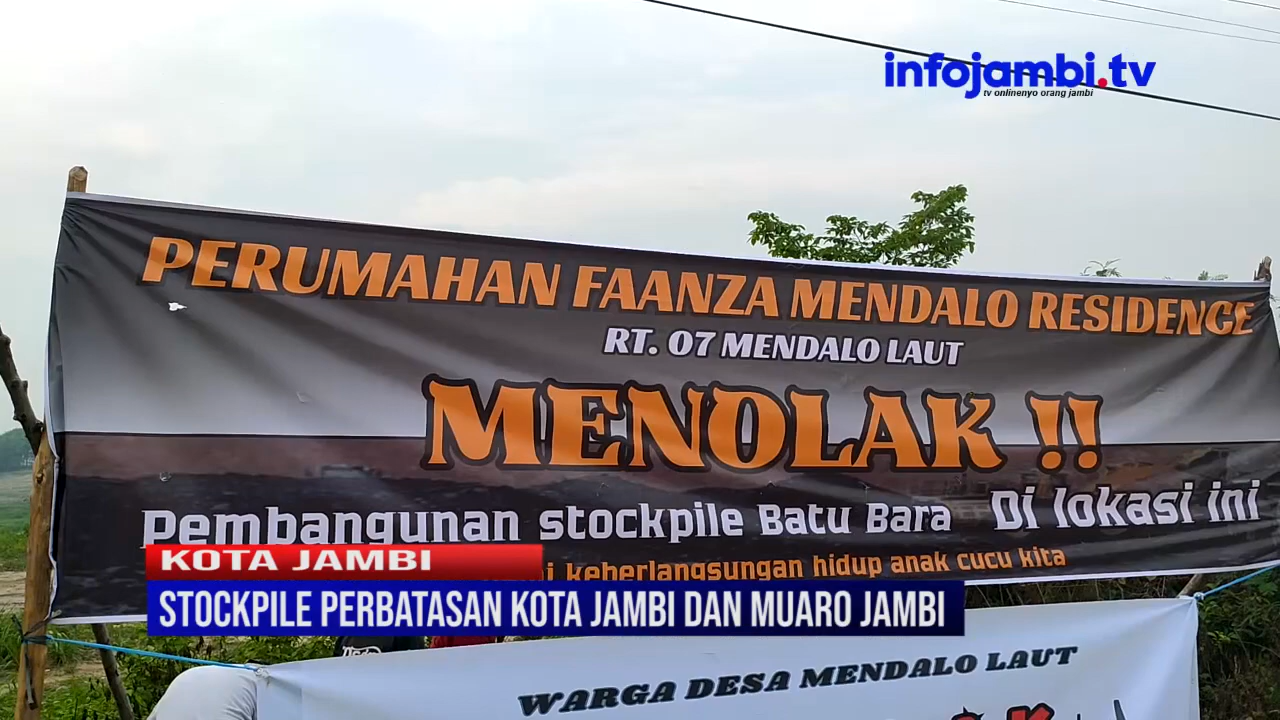 infojambi.tv
tv onlinenyo orang jambi
PERUMAHAN FAANZA MENDALO RESIDENCE
RT. 07 MENDALO LAUT
MENOLAK !!
Pembangunan stockpile Batu Bara Di lokasi ini
keberlangsungan hidup anak cucu kita
KOTA JAMBI
STOCKPILE PERBATASAN KOTA JAMBI DAN MUARO JAMBI
WARGA DESA MENDALO LAUT